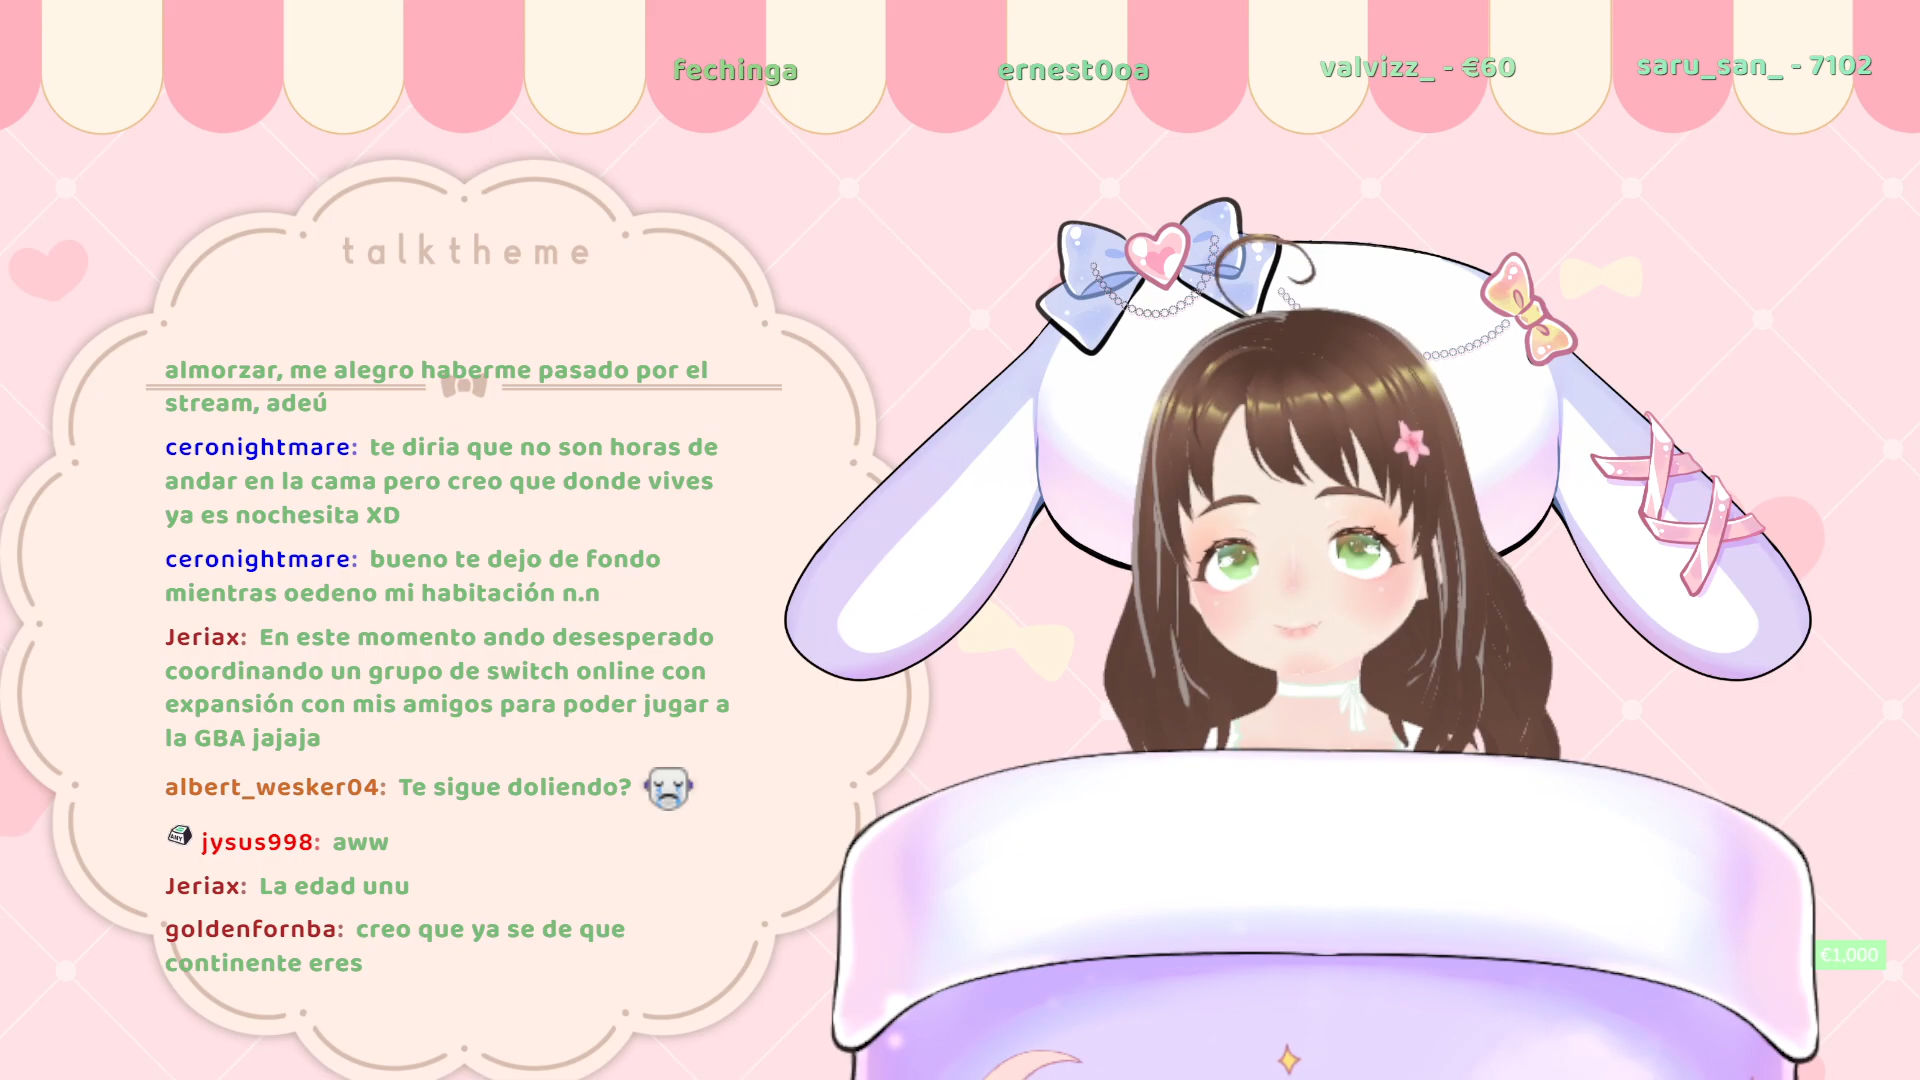 fechinga
ernest0oa
valvizz_ - €60
saru_san_ - 7102
talktheme
almorzar, me alegro haberme pasado por el
stream, adeú
ceronightmare: te diria que no son horas de
andar en la cama pero creo que donde vives
ya es nochesita XD
ceronightmare: bueno te dejo de fondo
mientras oedeno mi habitación n.n
Jeriax: En este momento ando desesperado
coordinando un grupo de switch online con
expansión con mis amigos para poder jugar a
la GBA jajaja
albert_wesker04: Te sigue doliendo?
jysus998: aww
Jeriax: La edad unu
goldenfornba: creo que ya se de que
continente eres
€1,000